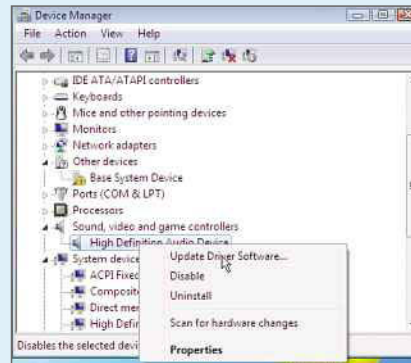 Device Manager
File Action View Help
IDE ATA/ATAPI controllers
Keyboards
Mice and other pointing devices
Monitors
Network adapters
Other devices
Base System Device
Ports (COM & LPT)
Processors
Sound, video and game controllers
High Definition Audio Device
Update Driver Software...
System device
ACPI Fixed
Disable
Composit
Uninstall
Direct mer
High Defin
Scan for hardware changes
Disables the selected devi
Properties